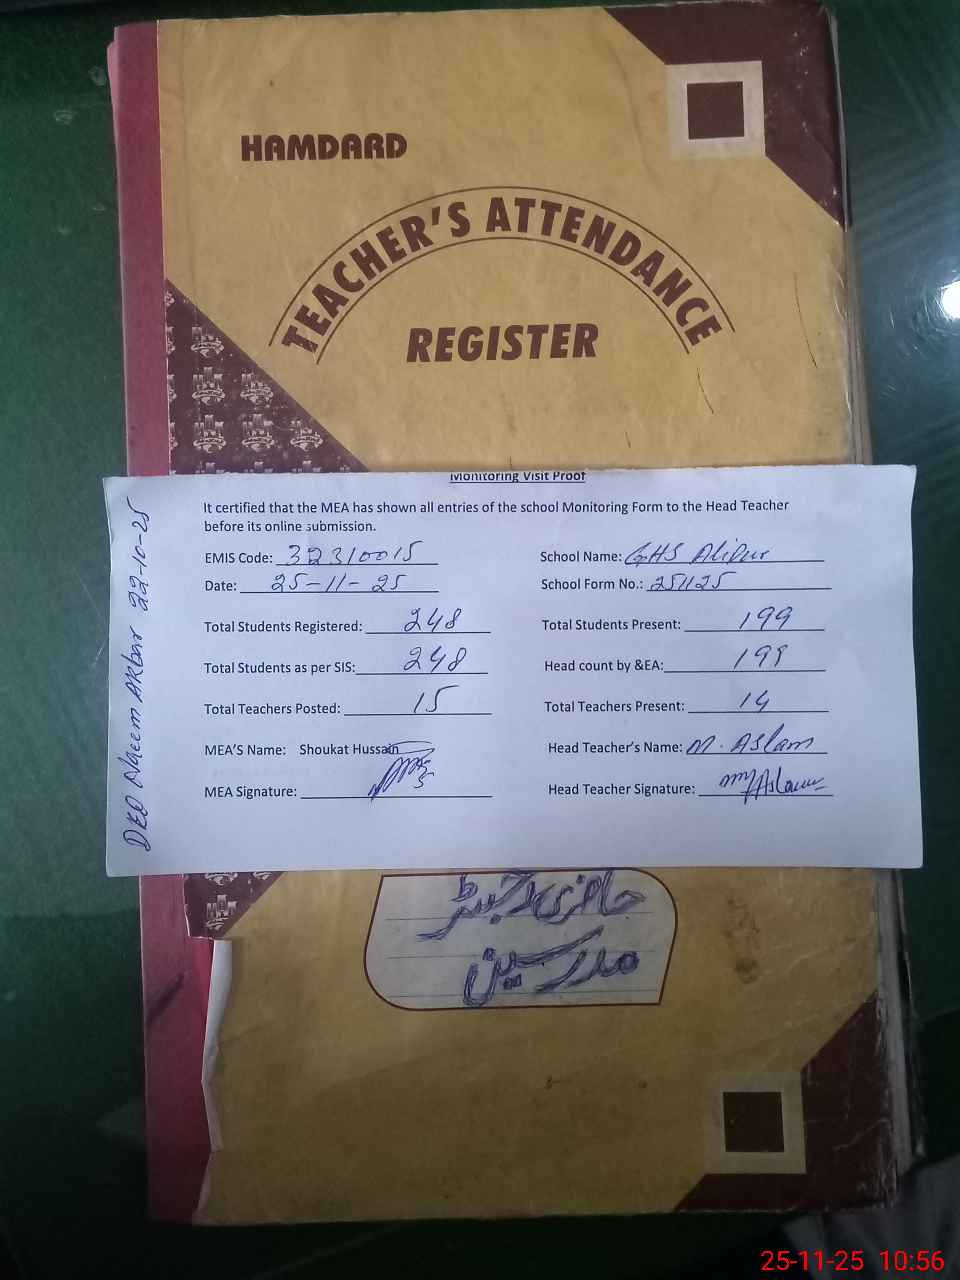 HAMDARD
TEACHER'S ATTENDANCE
REGISTER
Monitoring Visit Proof
It certified that the MEA has shown all entries of the school Monitoring Form to the Head Teacher
before its online submission.
EMIS Code: 32310015 School Name: GHS Alipur
Date: 25-11-25 School Form No.: 251125
Total Students Registered: 248 Total Students Present: 199
Total Students as per SIS: 248 Head count by &EA: 199
Total Teachers Posted: 15 Total Teachers Present: 14
MEA'S Name: Shoukat Hussain Head Teacher's Name: M. Aslam
MEA Signature: Head Teacher Signature: Aslam
DEO Naeem Akbar 22-10-25
حاضری رجسٹر
مدرسین
25-11-25 10:56